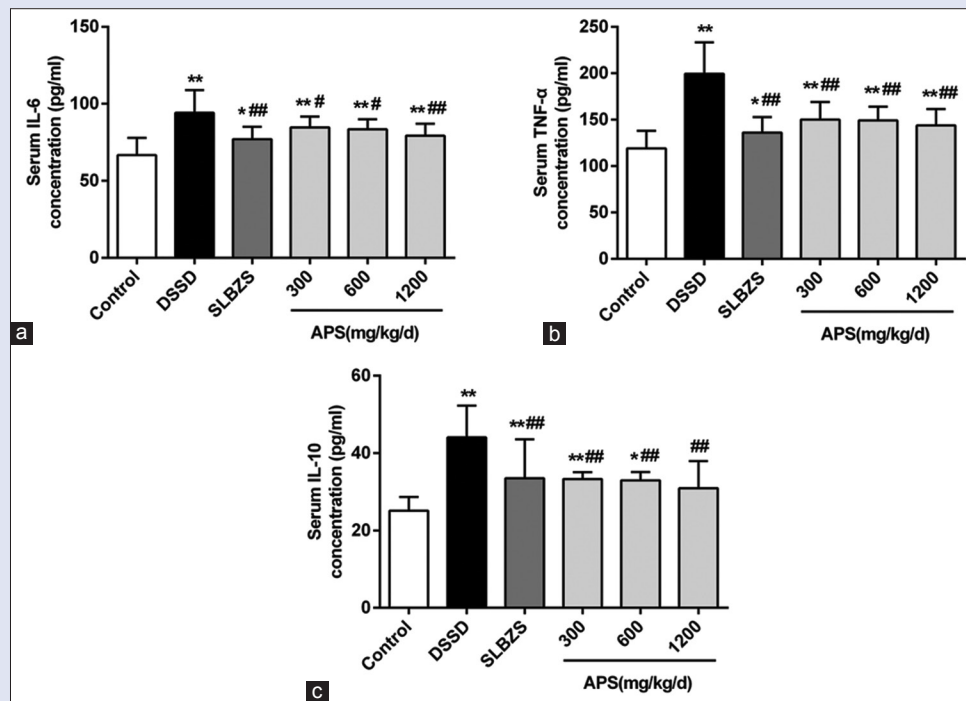 150
100
50
0
Serum IL-6
concentration (pg/ml)
**
* ##
** #
** #
** ##
Control
DSSD
SLBZS
300
600
1200
APS(mg/kg/d)
a
250
200
150
100
50
0
Serum TNF-α
concentration (pg/ml)
**
* ##
** ##
** ##
** ##
Control
DSSD
SLBZS
300
600
1200
APS(mg/kg/d)
b
60
40
20
0
Serum IL-10
concentration (pg/ml)
**
**##
**##
*##
##
Control
DSSD
SLBZS
300
600
1200
APS(mg/kg/d)
c